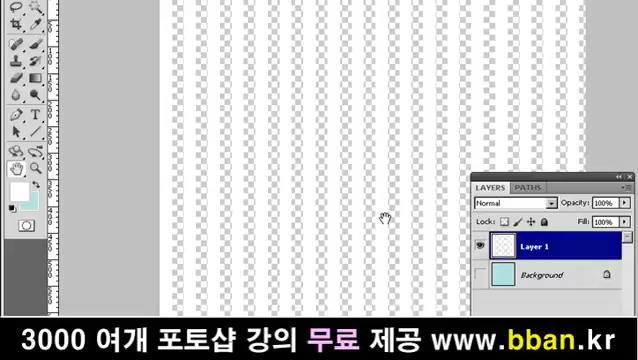 LAYERS PATHS
Normal Opacity: 100%
Lock: Fill: 100%
Layer 1
Background
3000 여개 포토샵 강의 무료 제공 www.bban.kr